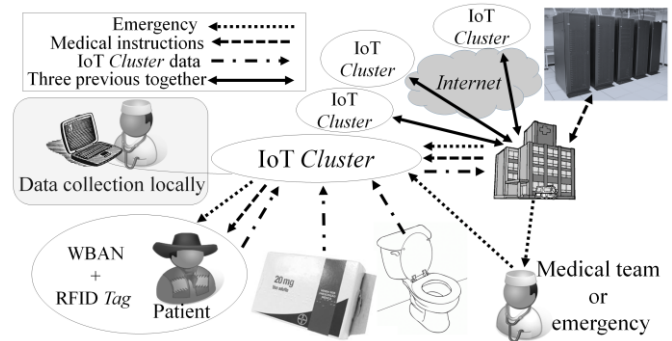 Emergency
Medical instructions
IoT Cluster data
Three previous together
IoT
Cluster
IoT
Cluster
Internet
IoT
Cluster
IoT Cluster
Data collection locally
WBAN
+
RFID Tag
Patient
20 mg
Medical team
or
emergency